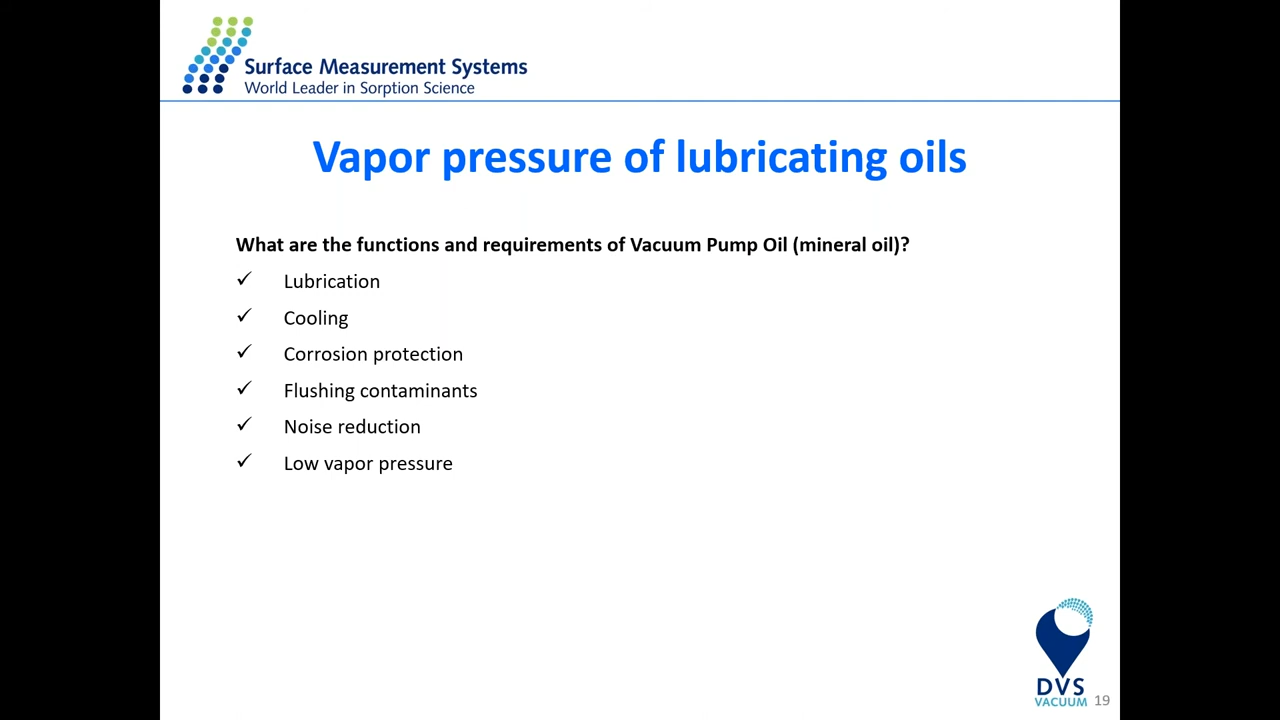 Surface Measurement Systems
World Leader in Sorption Science
Vapor pressure of lubricating oils
What are the functions and requirements of Vacuum Pump Oil (mineral oil)?
✓ Lubrication
✓ Cooling
✓ Corrosion protection
✓ Flushing contaminants
✓ Noise reduction
✓ Low vapor pressure
DVS
VACUUM
19